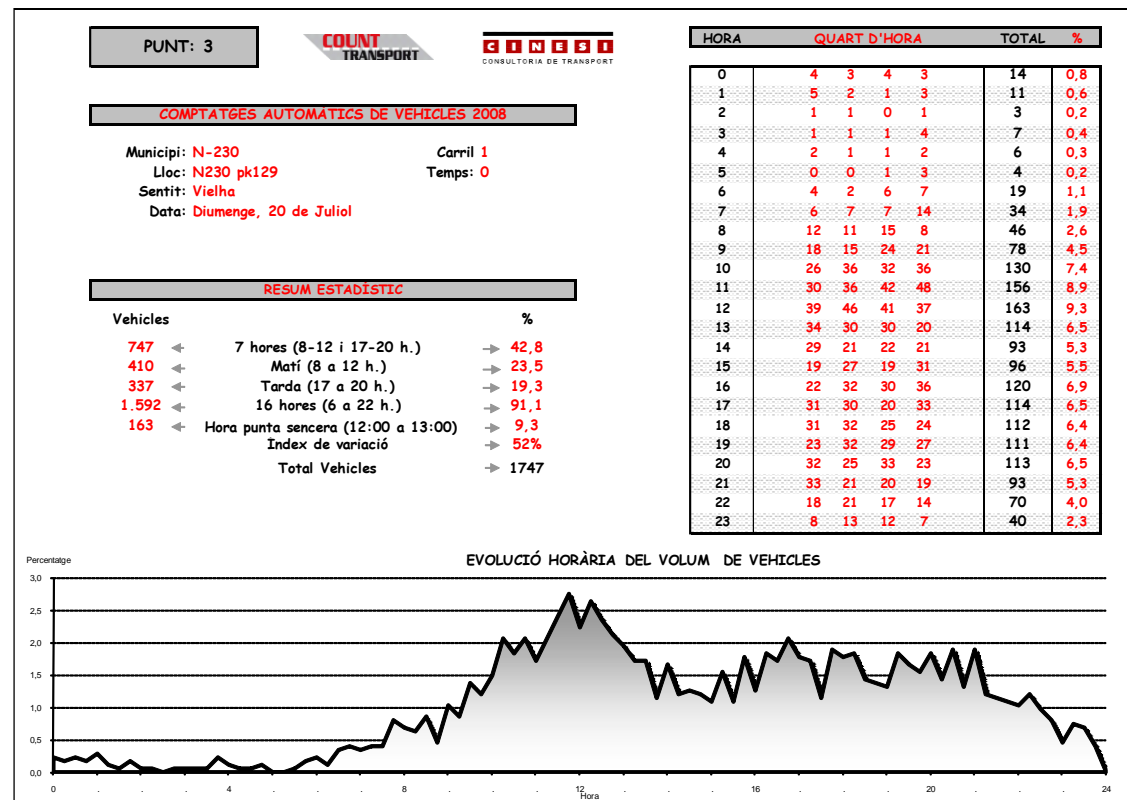 PUNT: 3
COUNT
TRANSPORT
CINESI
CONSULTORIA DE TRANSPORT
COMPTATGES AUTOMÀTICS DE VEHICLES 2008
Municipi: N-230 Carril 1
Lloc: N230 pk129 Temps: 0
Sentit: Vielha
Data: Diumenge, 20 de Juliol
RESUM ESTADÍSTIC
Vehicles %
747 7 hores (8-12 i 17-20 h.) 42,8
410 Matí (8 a 12 h.) 23,5
337 Tarda (17 a 20 h.) 19,3
1.592 16 hores (6 a 22 h.) 91,1
163 Hora punta sencera (12:00 a 13:00) 9,3
Índex de variació 52%
Total Vehicles 1747
HORA QUART D'HORA TOTAL %
0 4 3 4 3 14 0,8
1 5 2 1 3 11 0,6
2 1 1 0 1 3 0,2
3 1 1 1 4 7 0,4
4 2 1 1 2 6 0,3
5 0 0 1 3 4 0,2
6 4 2 6 7 19 1,1
7 6 7 7 14 34 1,9
8 12 11 15 8 46 2,6
9 18 15 24 21 78 4,5
10 26 36 32 36 130 7,4
11 30 36 42 48 156 8,9
12 39 46 41 37 163 9,3
13 34 30 30 20 114 6,5
14 29 21 22 21 93 5,3
15 19 27 19 31 96 5,5
16 22 32 30 36 120 6,9
17 31 30 20 33 114 6,5
18 31 32 25 24 112 6,4
19 23 32 29 27 111 6,4
20 32 25 33 23 113 6,5
21 33 21 20 19 93 5,3
22 18 21 17 14 70 4,0
23 8 13 12 7 40 2,3
EVOLUCIÓ HORÀRIA DEL VOLUM DE VEHICLES
Percentatge
3,0
2,5
2,0
1,5
1,0
0,5
0,0
0 . . . 4 . . . 8 . . . 12 . . . 16 . . . 20 . . . 24
Hora